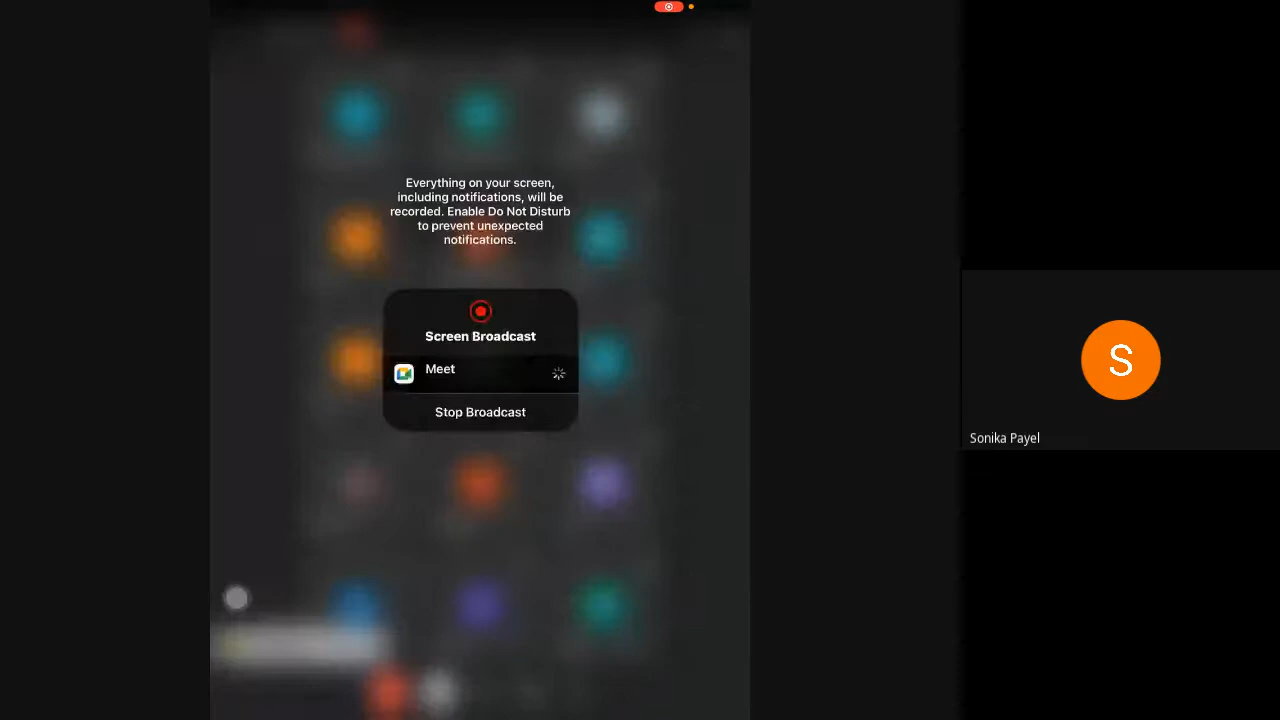 Everything on your screen,
including notifications, will be
recorded. Enable Do Not Disturb
to prevent unexpected
notifications.
Screen Broadcast
Meet
Stop Broadcast
S
Sonika Payel